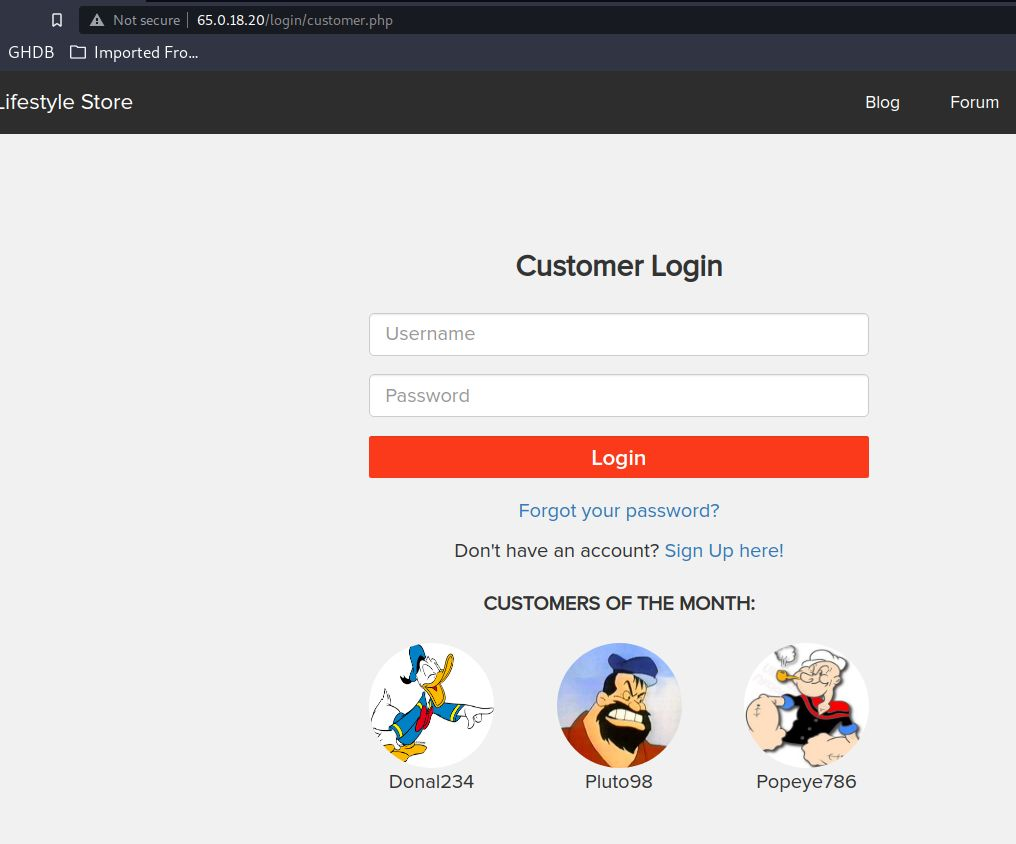 Not secure 65.0.18.20/login/customer.php
GHDB Imported Fro...
Lifestyle Store Blog Forum
Customer Login
Username
Password
Login
Forgot your password?
Don't have an account? Sign Up here!
CUSTOMERS OF THE MONTH:
Donal234 Pluto98 Popeye786